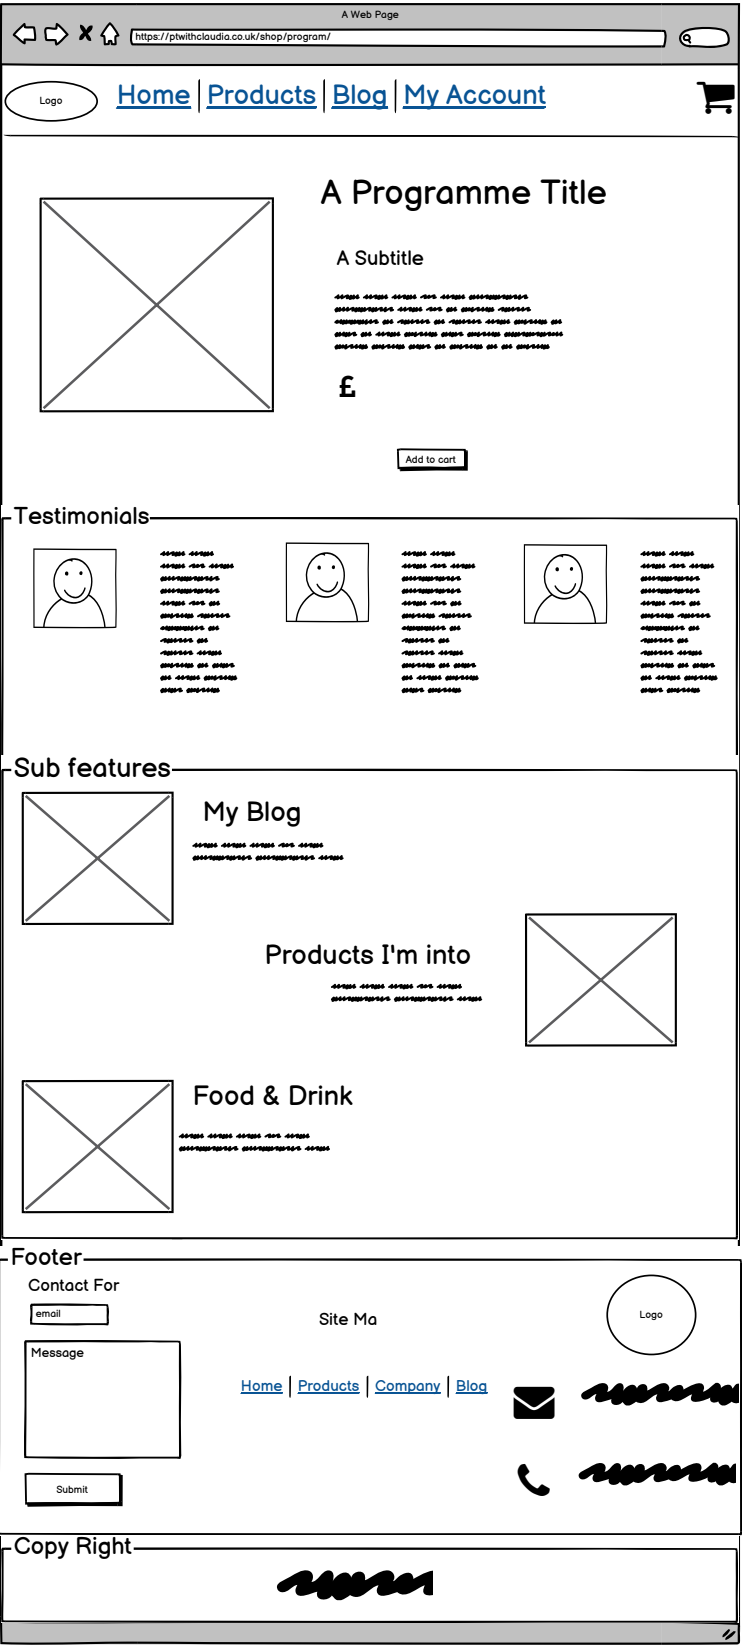 A Web Page
https://ptwithclaudia.co.uk/shop/program/
Logo
Home | Products | Blog | My Account
A Programme Title
A Subtitle
£
Add to cart
Testimonials
Sub features
My Blog
Products I'm into
Food & Drink
Footer
Contact For
email
Message
Submit
Site Ma
Home | Products | Company | Blog
Logo
Copy Right